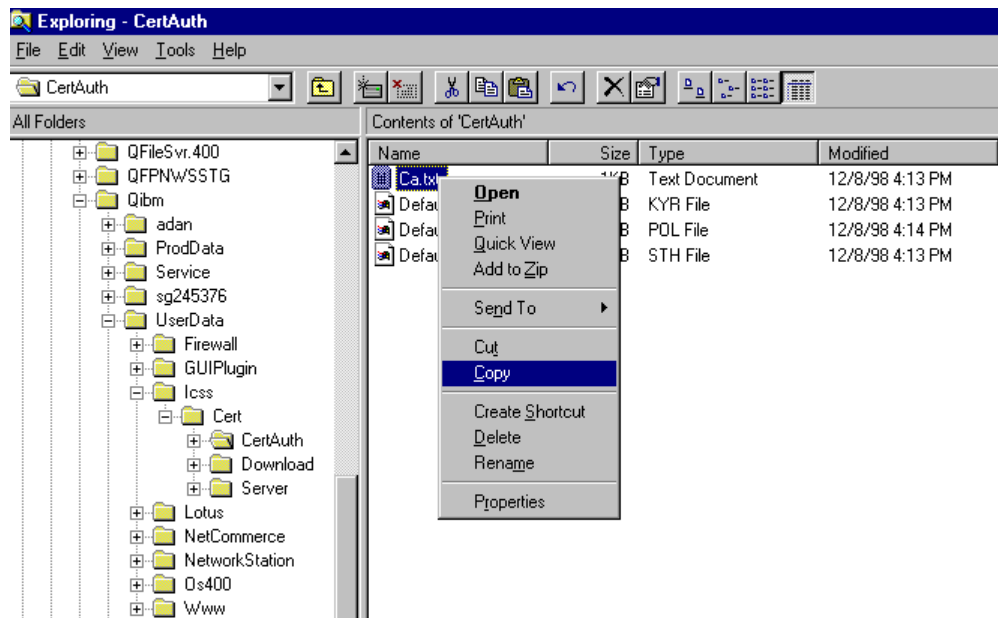 Exploring - CertAuth
File Edit View Tools Help
CertAuth
All Folders
Contents of 'CertAuth'
QFileSvr.400
QFPNWSSTG
Qibm
adan
ProdData
Service
sg245376
UserData
Firewall
GUIPlugin
Icss
Cert
CertAuth
Download
Server
Lotus
NetCommerce
NetworkStation
Os400
Www
Name Size Type Modified
Ca.txt 1KB Text Document 12/8/98 4:13 PM
Defau B KYR File 12/8/98 4:13 PM
Defau B POL File 12/8/98 4:14 PM
Defau B STH File 12/8/98 4:13 PM
Open
Print
Quick View
Add to Zip
Send To
Cut
Copy
Create Shortcut
Delete
Rename
Properties